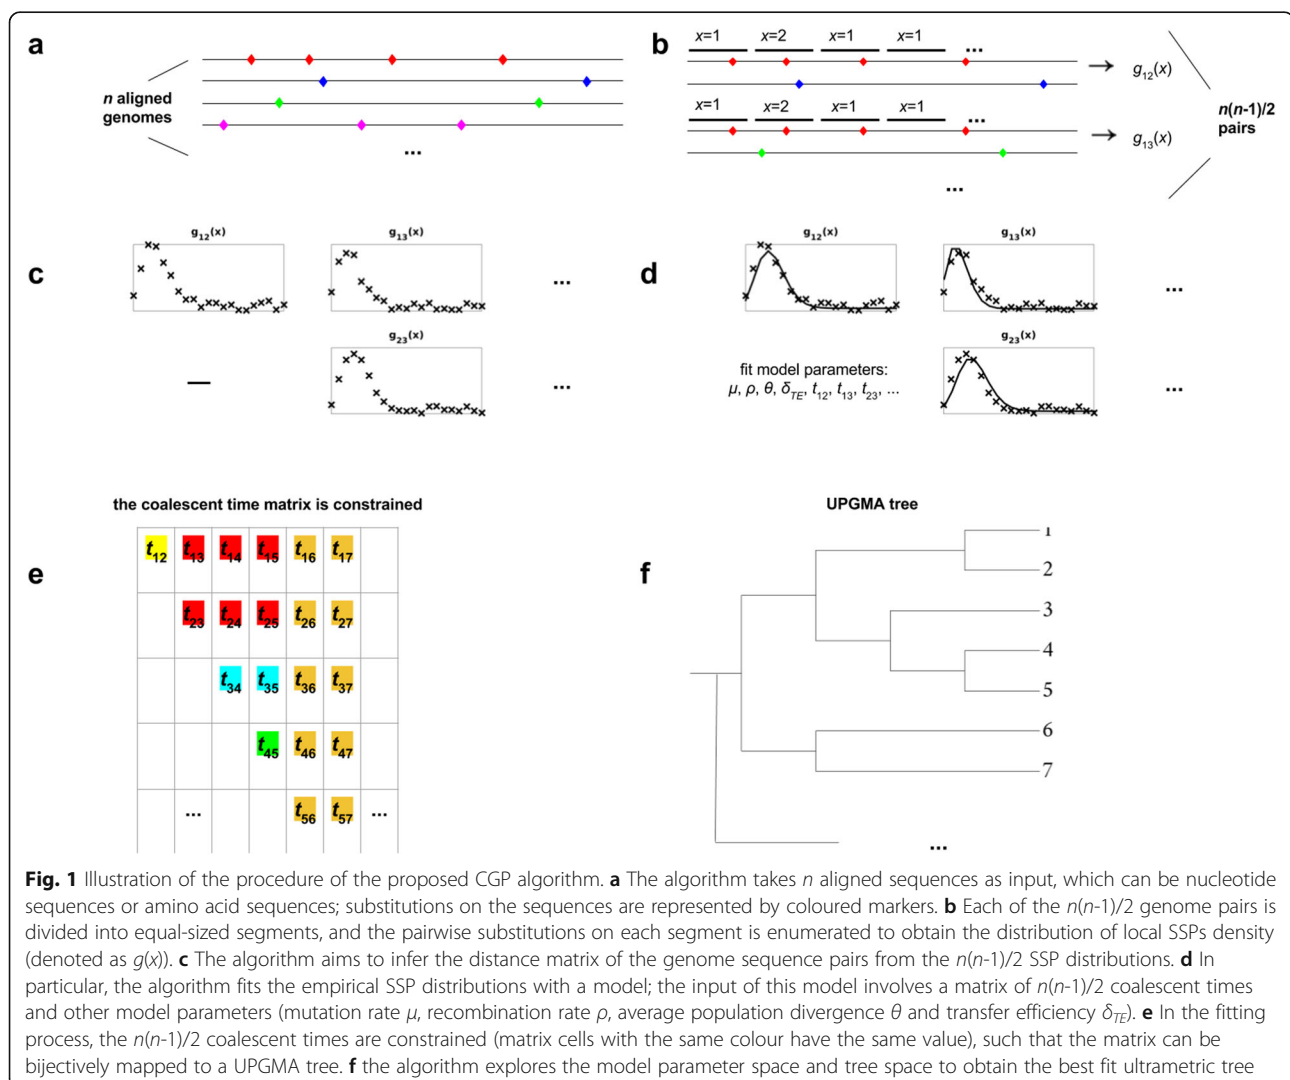 a
n aligned
genomes
...
b
x=1 x=2 x=1 x=1 ...
g12(x)
x=1 x=2 x=1 x=1 ...
g13(x)
n(n-1)/2
pairs
...
c
g12(x) g13(x)
...
g23(x)
— ...
d
g12(x) g13(x)
...
g23(x)
fit model parameters:
μ, ρ, θ, δTE, t12, t13, t23, ...
...
the coalescent time matrix is constrained
e
t12 t13 t14 t15 t16 t17
t23 t24 t25 t26 t27
t34 t35 t36 t37
t45 t46 t47
... t56 t57 ...
UPGMA tree
f
1
2
3
4
5
6
7
...
Fig. 1 Illustration of the procedure of the proposed CGP algorithm. a The algorithm takes n aligned sequences as input, which can be nucleotide
sequences or amino acid sequences; substitutions on the sequences are represented by coloured markers. b Each of the n(n-1)/2 genome pairs is
divided into equal-sized segments, and the pairwise substitutions on each segment is enumerated to obtain the distribution of local SSPs density
(denoted as g(x)). c The algorithm aims to infer the distance matrix of the genome sequence pairs from the n(n-1)/2 SSP distributions. d In
particular, the algorithm fits the empirical SSP distributions with a model; the input of this model involves a matrix of n(n-1)/2 coalescent times
and other model parameters (mutation rate μ, recombination rate ρ, average population divergence θ and transfer efficiency δTE). e In the fitting
process, the n(n-1)/2 coalescent times are constrained (matrix cells with the same colour have the same value), such that the matrix can be
bijectively mapped to a UPGMA tree. f the algorithm explores the model parameter space and tree space to obtain the best fit ultrametric tree